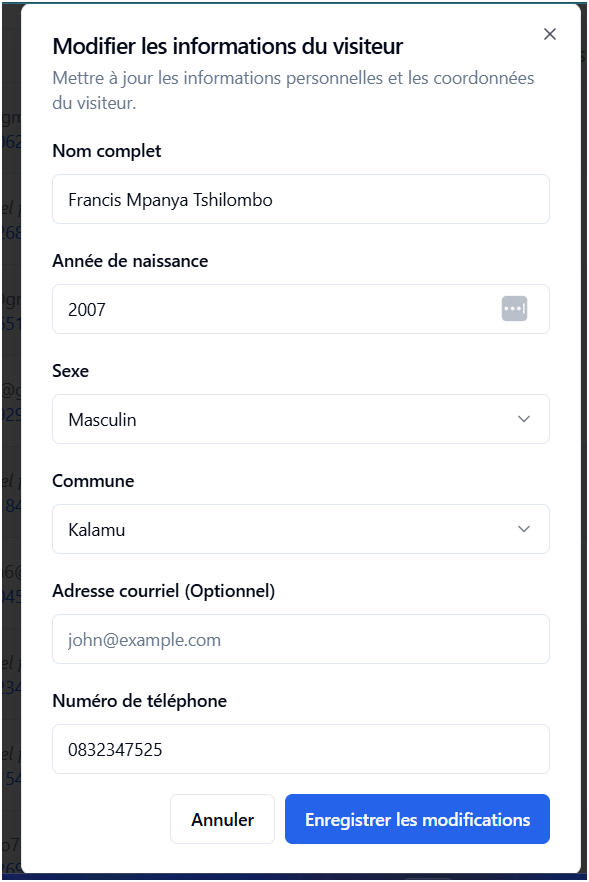 Modifier les informations du visiteur
Mettre à jour les informations personnelles et les coordonnées
du visiteur.
Nom complet
Francis Mpanya Tshilombo
Année de naissance
2007
Sexe
Masculin
Commune
Kalamu
Adresse courriel (Optionnel)
john@example.com
Numéro de téléphone
0832347525
Annuler
Enregistrer les modifications